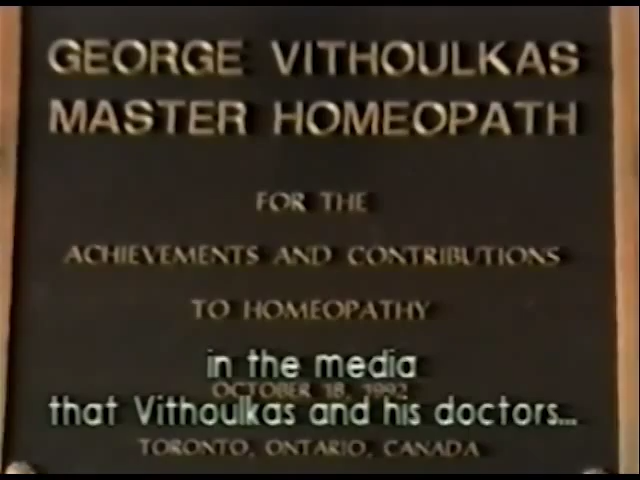 GEORGE VITHOULKAS
MASTER HOMEOPATH
FOR THE
ACHIEVEMENTS AND CONTRIBUTIONS
TO HOMEOPATHY
in the media
OCTOBER 18, 1992
that Vithoulkas and his doctors...
TORONTO, ONTARIO, CANADA